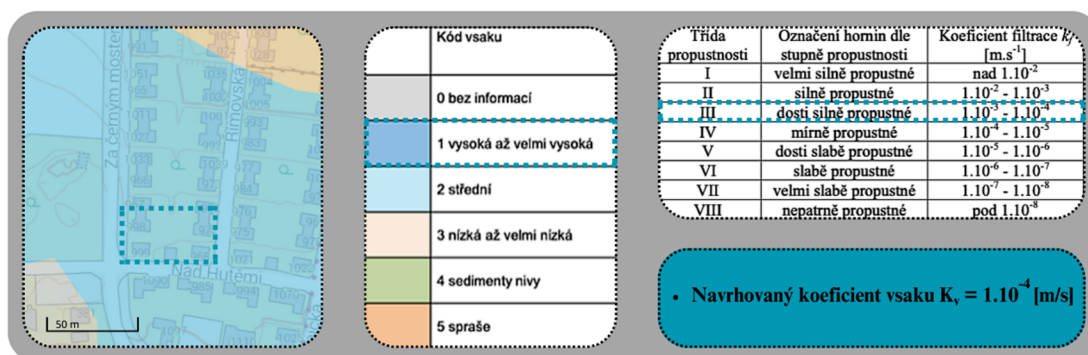 Za černým mostem
Římovská
Nad Hutěmi
998
50 m
Kód vsaku
0 bez informací
1 vysoká až velmi vysoká
2 střední
3 nízká až velmi nízká
4 sedimenty nivy
5 spraše
Třída propustnosti Označení hornin dle stupně propustnosti Koeficient filtrace kf [m.s⁻¹]
I velmi silně propustné nad 1.10⁻²
II silně propustné 1.10⁻² - 1.10⁻³
III dosti silně propustné 1.10⁻³ - 1.10⁻⁴
IV mírně propustné 1.10⁻⁴ - 1.10⁻⁵
V dosti slabě propustné 1.10⁻⁵ - 1.10⁻⁶
VI slabě propustné 1.10⁻⁶ - 1.10⁻⁷
VII velmi slabě propustné 1.10⁻⁷ - 1.10⁻⁸
VIII nepatrně propustné pod 1.10⁻⁸
• Navrhovaný koeficient vsaku Kv = 1.10⁻⁴ [m/s]